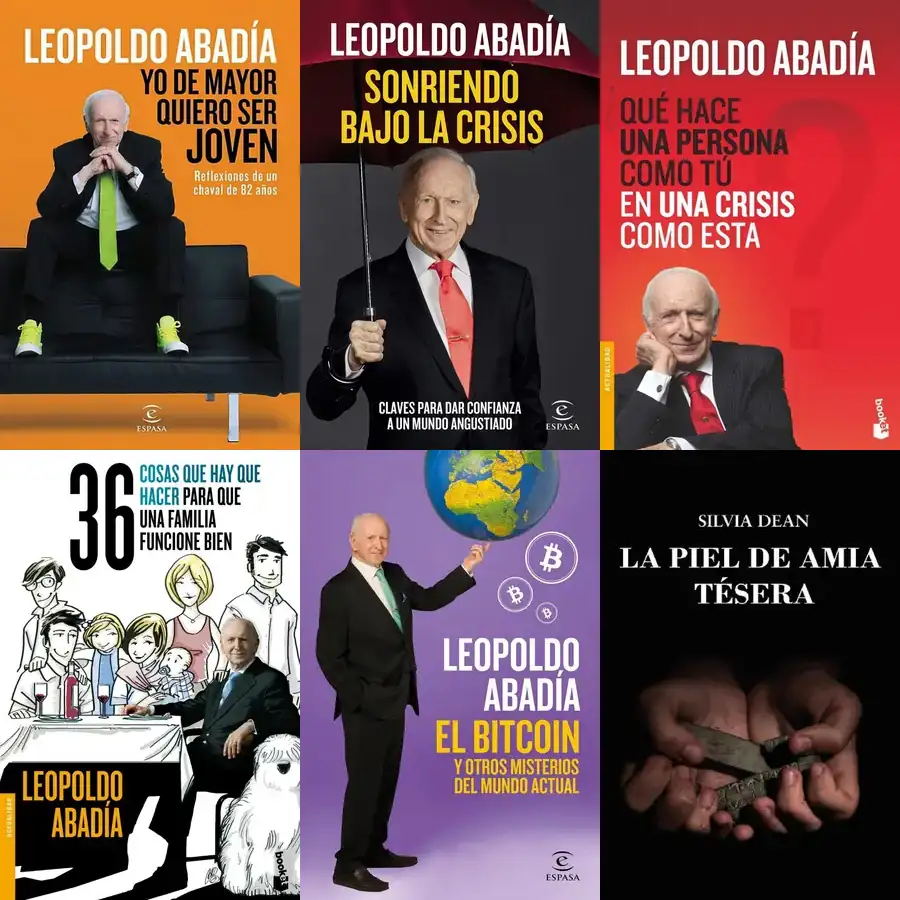 LEOPOLDO ABADÍA
YO DE MAYOR
QUIERO SER
JOVEN
Reflexiones de un
chaval de 82 años
e
ESPASA
LEOPOLDO ABADÍA
SONRIENDO
BAJO LA CRISIS
CLAVES PARA DAR CONFIANZA
A UN MUNDO ANGUSTIADO
e
ESPASA
LEOPOLDO ABADÍA
QUÉ HACE
UNA PERSONA
COMO TÚ
EN UNA CRISIS
COMO ESTA
?
ACTUALIDAD
booket
36
COSAS QUE HAY QUE
HACER PARA QUE
UNA FAMILIA
FUNCIONE BIEN
LEOPOLDO
ABADÍA
ACTUALIDAD
booket
LEOPOLDO
ABADÍA
EL BITCOIN
Y OTROS MISTERIOS
DEL MUNDO ACTUAL
e
ESPASA
SILVIA DEAN
LA PIEL DE AMIA
TÉSERA